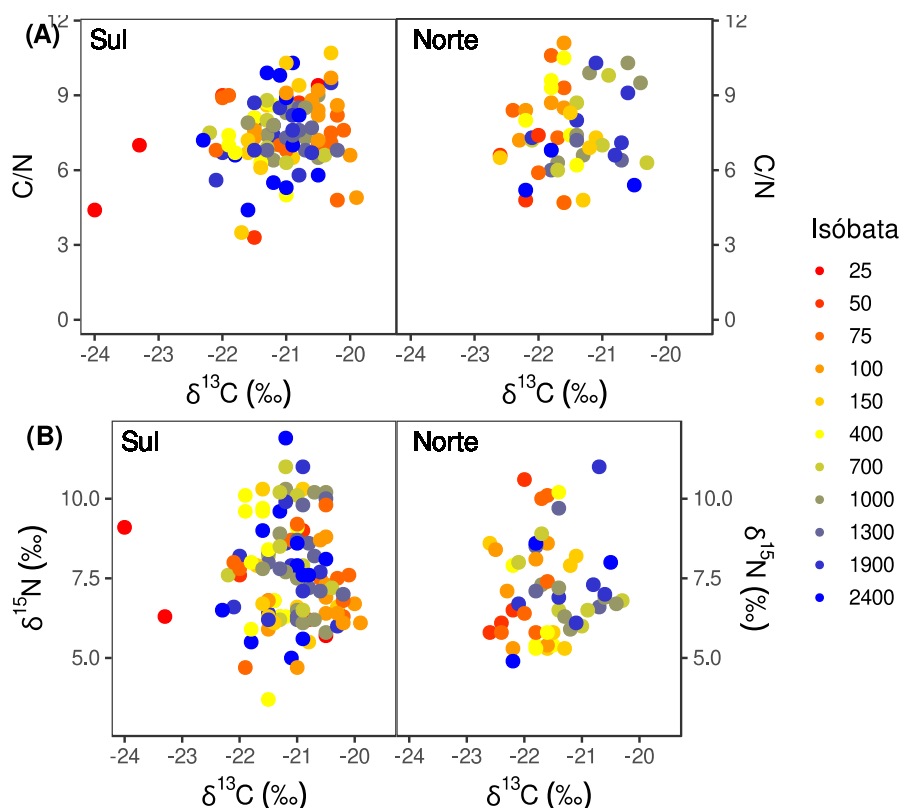 (A)
Sul
Norte
12
9
6
3
0
C/N
12
9
6
3
0
C/N
-24 -23 -22 -21 -20
-24 -23 -22 -21 -20
δ¹³C (‰)
δ¹³C (‰)
Isóbata
25
50
75
100
150
400
700
1000
1300
1900
2400
(B)
Sul
Norte
10.0
7.5
5.0
δ¹⁵N (‰)
10.0
7.5
5.0
δ¹⁵N (‰)
-24 -23 -22 -21 -20
-24 -23 -22 -21 -20
δ¹³C (‰)
δ¹³C (‰)